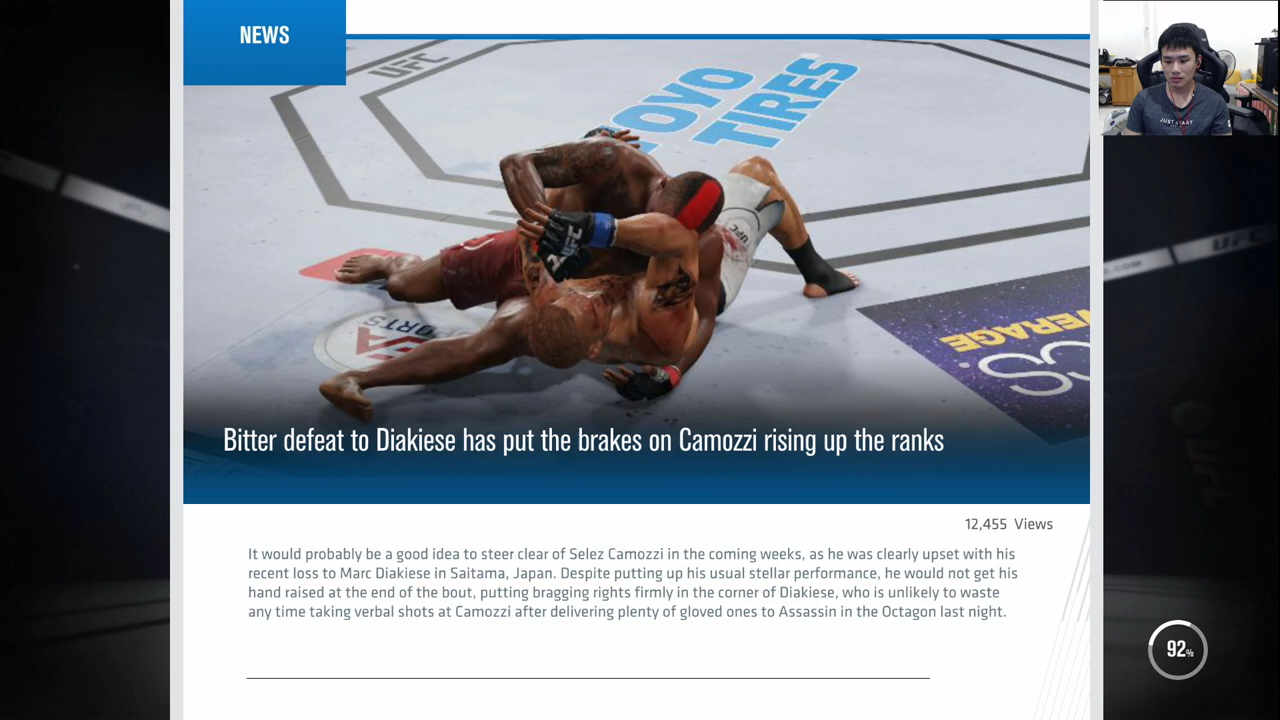 NEWS
UFC
TOYO
TIRES
UFC
UFC
EA
SPORTS
Bitter defeat to Diakiese has put the brakes on Camozzi rising up the ranks
12,455 Views
It would probably be a good idea to steer clear of Selez Camozzi in the coming weeks, as he was clearly upset with his
recent loss to Marc Diakiese in Saitama, Japan. Despite putting up his usual stellar performance, he would not get his
hand raised at the end of the bout, putting bragging rights firmly in the corner of Diakiese, who is unlikely to waste
any time taking verbal shots at Camozzi after delivering plenty of gloved ones to Assassin in the Octagon last night.
92%